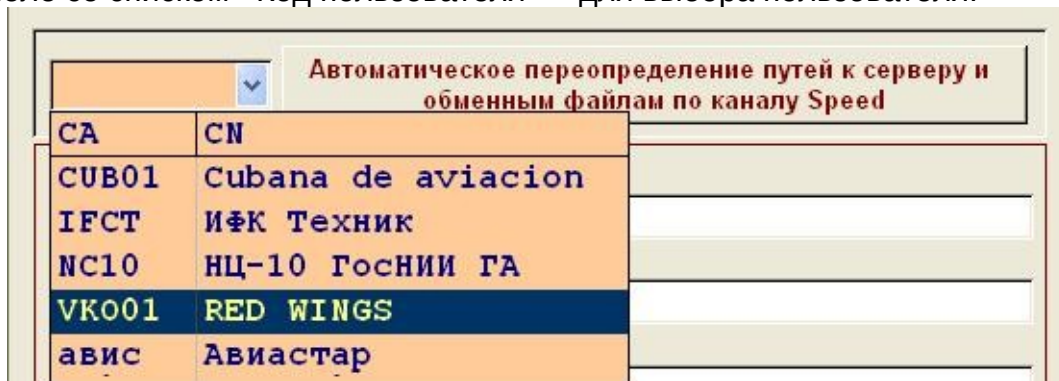 Автоматическое переопределение путей к серверу и
обменным файлам по каналу Speed
CA CN
CUB01 Cubana de aviacion
IFCT ИФК Техник
NC10 НЦ-10 ГосНИИ ГА
VKO01 RED WINGS
авис Авиастар